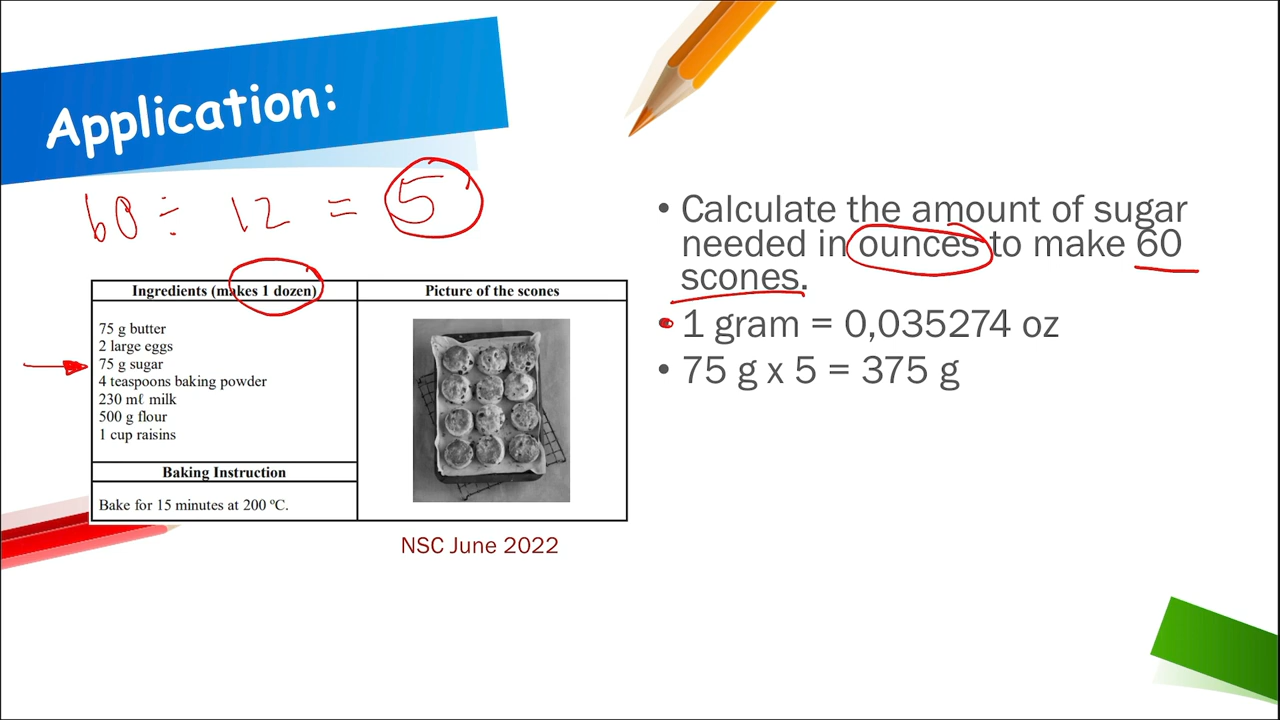 Application:
60 ÷ 12 = 5
Ingredients (makes 1 dozen)
Picture of the scones
75 g butter
2 large eggs
75 g sugar
4 teaspoons baking powder
230 mℓ milk
500 g flour
1 cup raisins
Baking Instruction
Bake for 15 minutes at 200 ºC.
NSC June 2022
• Calculate the amount of sugar
needed in ounces to make 60
scones.
• 1 gram = 0,035274 oz
• 75 g x 5 = 375 g